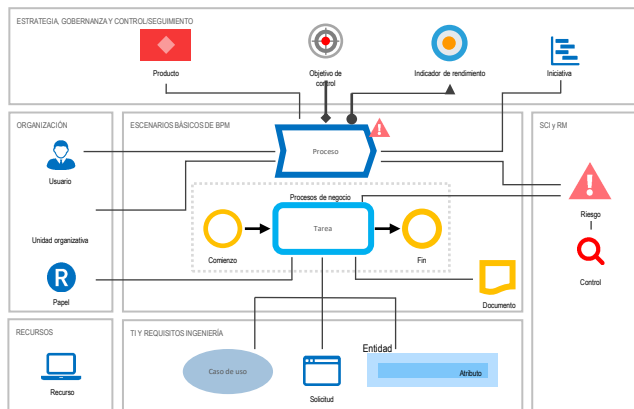 ESTRATEGIA, GOBERNANZA Y CONTROL/SEGUIMIENTO
Producto
Objetivo de
control
Indicador de rendimiento
Iniciativa
ORGANIZACIÓN
Usuario
Unidad organizativa
R
Papel
ESCENARIOS BÁSICOS DE BPM
Proceso
Procesos de negocio
Comienzo
Tarea
Fin
Documento
SCI y RM
Riesgo
Control
RECURSOS
Recurso
TI Y REQUISITOS INGENIERÍA
Caso de uso
Solicitud
Entidad
Atributo